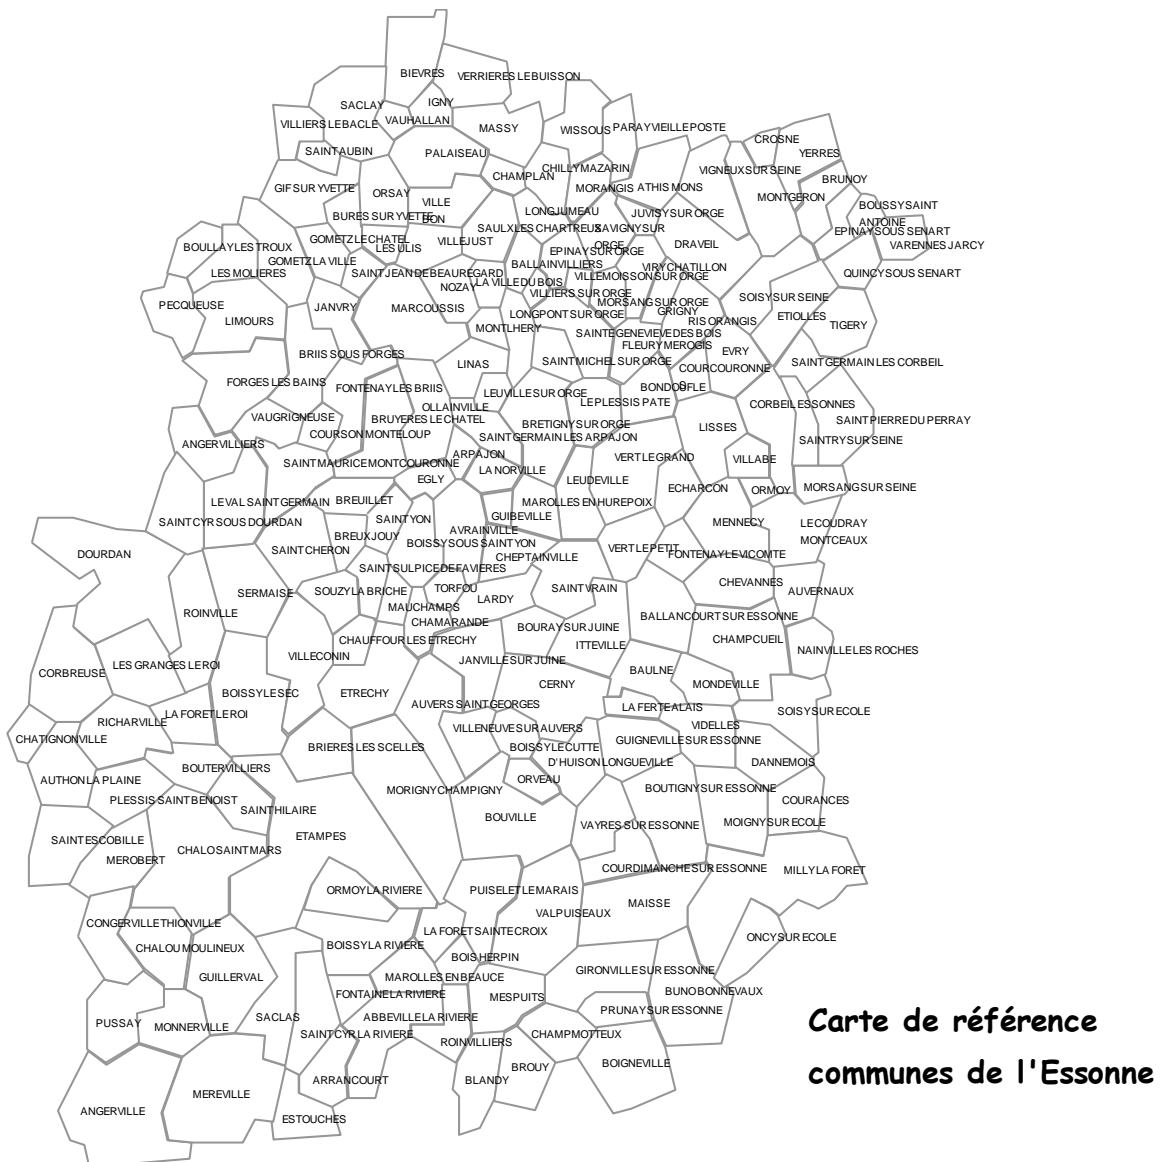 BIEVRES
VERRIERES LE BUISSON
IGNY
SACLAY
VAUHALLAN
VILLIERS LE BACLE
MASSY
WISSOUS
PARAY VIEILLE POSTE
CROSNE
SAINT AUBIN
PALAISEAU
YERRES
CHILLY MAZARIN
VIGNEUX SUR SEINE
CHAMPLAN
BRUNOY
GIF SUR YVETTE
ORSAY
MORANGIS
ATHIS MONS
MONTGERON
VILLE
BON
BOUSSY SAINT
ANTOINE
LONGJUMEAU
JUVISY SUR ORGE
BURES SUR YVETTE
SAULX LES CHARTREUX
SAVIGNY SUR
ORGE
EPINAY SOUS SENART
GOMETZ LE CHATEL
VILLEJUST
DRAVEIL
VARENNES JARCY
BOULLAY LES TROUX
LES ULIS
EPINAY SUR ORGE
GOMETZ LA VILLE
BALLAINVILLIERS
VIRY CHATILLON
LES MOLIERES
SAINT JEAN DE BEAUREGARD
VILLEMOISSON SUR ORGE
QUINCY SOUS SENART
NOZAY
LA VILLE DU BOIS
VILLIERS SUR ORGE
SOISY SUR SEINE
PECQUEUSE
JANVRY
MARCOUSSIS
MORSANG SUR ORGE
GRIGNY
LIMOURS
LONGPONT SUR ORGE
RIS ORANGIS
ETIOLLES
TIGERY
MONTLHERY
SAINTE GENEVIEVE DES BOIS
FLEURY MEROGIS
EVRY
BRIIS SOUS FORGES
LINAS
SAINT MICHEL SUR ORGE
COURCOURONNE
S
SAINT GERMAIN LES CORBEIL
FORGES LES BAINS
FONTENAY LES BRIIS
LEUVILLE SUR ORGE
BONDOUFLE
OLLAINVILLE
LE PLESSIS PATE
CORBEIL ESSONNES
VAUGRIGNEUSE
BRUYERES LE CHATEL
BRETIGNY SUR ORGE
LISSES
SAINT PIERRE DU PERRAY
COURSON MONTELOUP
SAINT GERMAIN LES ARPAJON
SAINTRY SUR SEINE
ANGERVILLIERS
ARPAJON
VERT LE GRAND
VILLABE
SAINT MAURICE MONTCOURONNE
LA NORVILLE
EGLY
LEUDEVILLE
ECHARCON
ORMOY
MORSANG SUR SEINE
LE VAL SAINT GERMAIN
BREUILLET
MAROLLES EN HUREPOIX
SAINT CYR SOUS DOURDAN
SAINT YON
GUIBEVILLE
MENNECY
LE COUDRAY
MONTCEAUX
AVRAINVILLE
BREUX JOUY
BOISSY SOUS SAINT YON
DOURDAN
SAINT CHERON
CHEPTAINVILLE
VERT LE PETIT
FONTENAY LE VICOMTE
SAINT SULPICE DE FAVIERES
CHEVANNES
AUVERNAUX
SERMAISE
SOUZY LA BRICHE
TORFOU
LARDY
SAINT VRAIN
ROINVILLE
MAUCHAMPS
BALLANCOURT SUR ESSONNE
CHAMARANDE
BOURAY SUR JUINE
CHAUFFOUR LES ETRECHY
ITTEVILLE
CHAMPCUEIL
NAINVILLE LES ROCHES
VILLECONIN
LES GRANGES LE ROI
JANVILLE SUR JUINE
CORBREUSE
BAULNE
CERNY
MONDEVILLE
BOISSY LE SEC
ETRECHY
AUVERS SAINT GEORGES
LA FERTE ALAIS
SOISY SUR ECOLE
LA FORET LE ROI
RICHARVILLE
VILLENEUVE SUR AUVERS
VIDELLES
CHATIGNONVILLE
BRIERES LES SCELLES
BOISSY LE CUTTE
GUIGNEVILLE SUR ESSONNE
D'HUISON LONGUEVILLE
DANNEMOIS
BOUTERVILLIERS
AUTHON LA PLAINE
ORVEAU
MORIGNY CHAMPIGNY
BOUTIGNY SUR ESSONNE
PLESSIS SAINT BENOIST
COURANCES
SAINT HILAIRE
BOUVILLE
VAYRES SUR ESSONNE
MOIGNY SUR ECOLE
ETAMPES
SAINT ESCOBILLE
CHALO SAINT MARS
MEROBERT
COURDIMANCHE SUR ESSONNE
MILLY LA FORET
ORMOY LA RIVIERE
PUISELET LE MARAIS
MAISSE
VALPUISEAUX
CONGERVILLE THIONVILLE
LA FORET SAINTE CROIX
ONCY SUR ECOLE
CHALOU MOULINEUX
BOISSY LA RIVIERE
BOIS HERPIN
GUILLERVAL
MAROLLES EN BEAUCE
GIRONVILLE SUR ESSONNE
FONTAINE LA RIVIERE
MESPUITS
BUNO BONNEVAUX
PRUNAY SUR ESSONNE
SACLAS
ABBEVILLE LA RIVIERE
PUSSAY
MONNERVILLE
SAINT CYR LA RIVIERE
CHAMPMOTTEUX
ROINVILLIERS
BROUY
BOIGNEVILLE
ARRANCOURT
BLANDY
MEREVILLE
ANGERVILLE
ESTOUCHES
Carte de référence
communes de l'Essonne